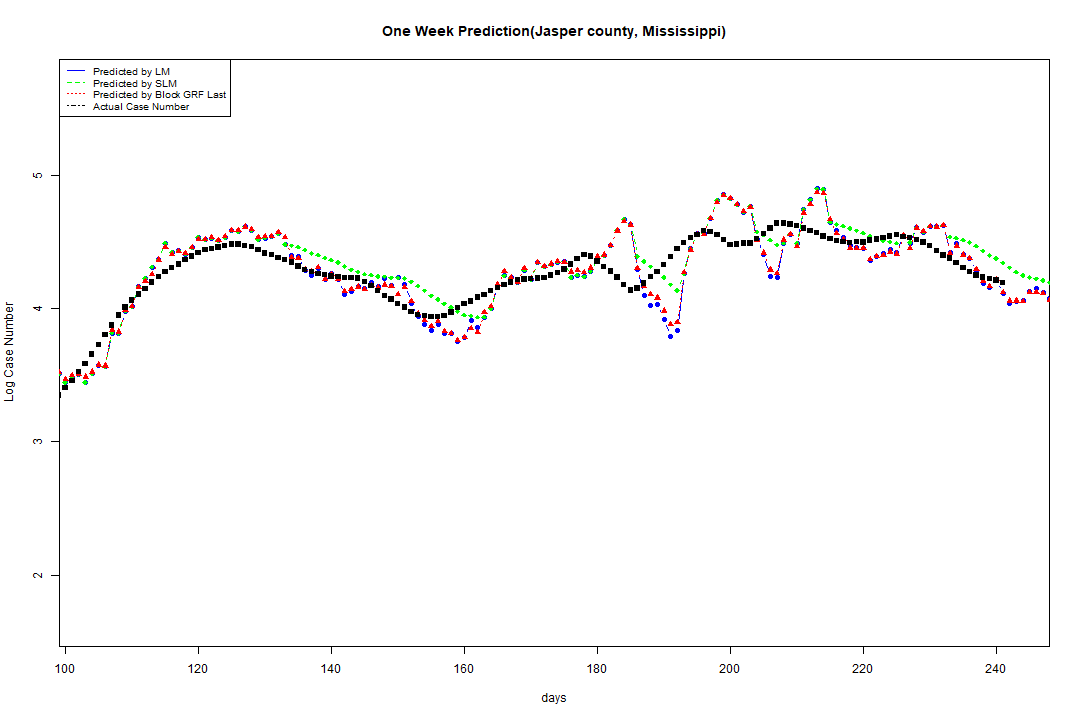 One Week Prediction(Jasper county, Mississippi)
Predicted by LM
Predicted by SLM
Predicted by Block GRF Last
Actual Case Number
5
4
3
2
Log Case Number
100 120 140 160 180 200 220 240
days